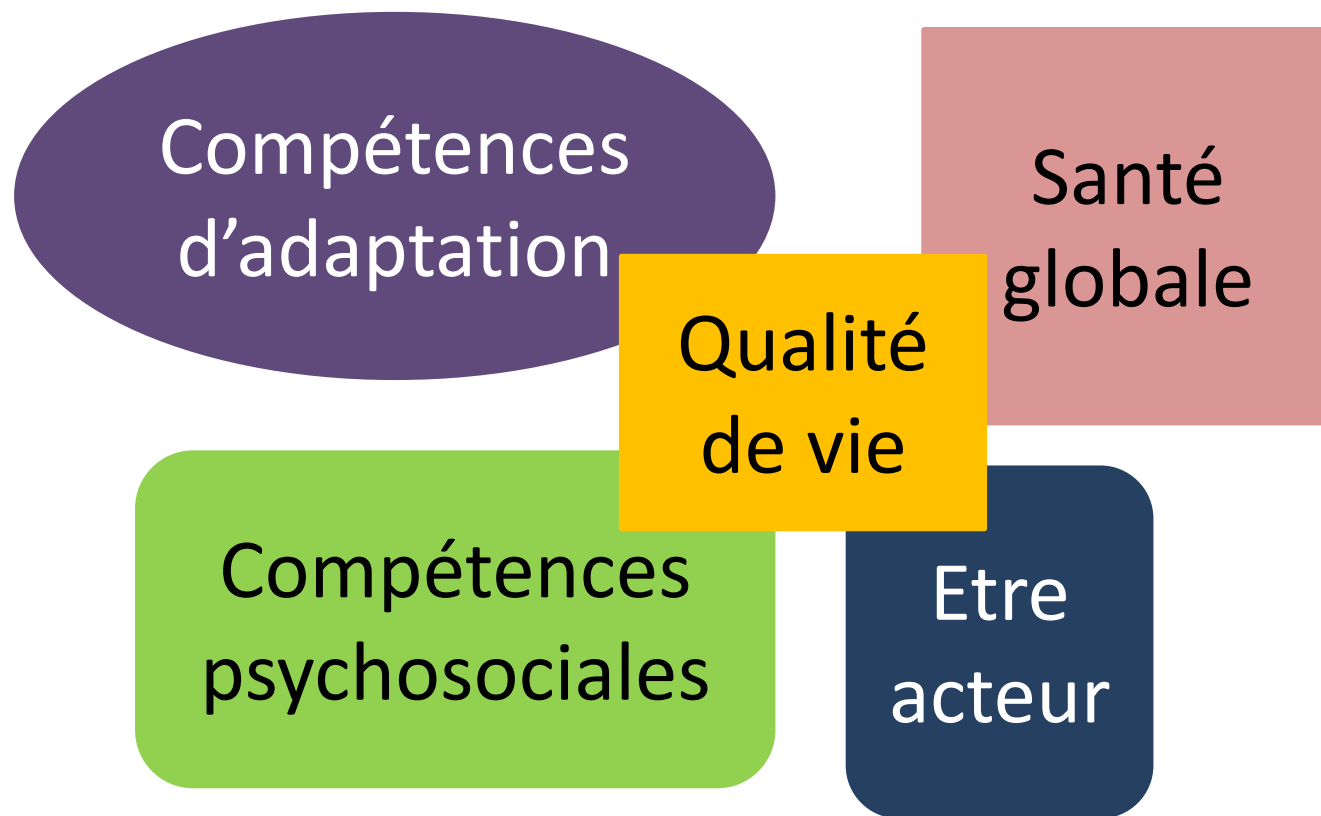 Compétences
d’adaptation
Santé
globale
Qualité
de vie
Compétences
psychosociales
Etre
acteur